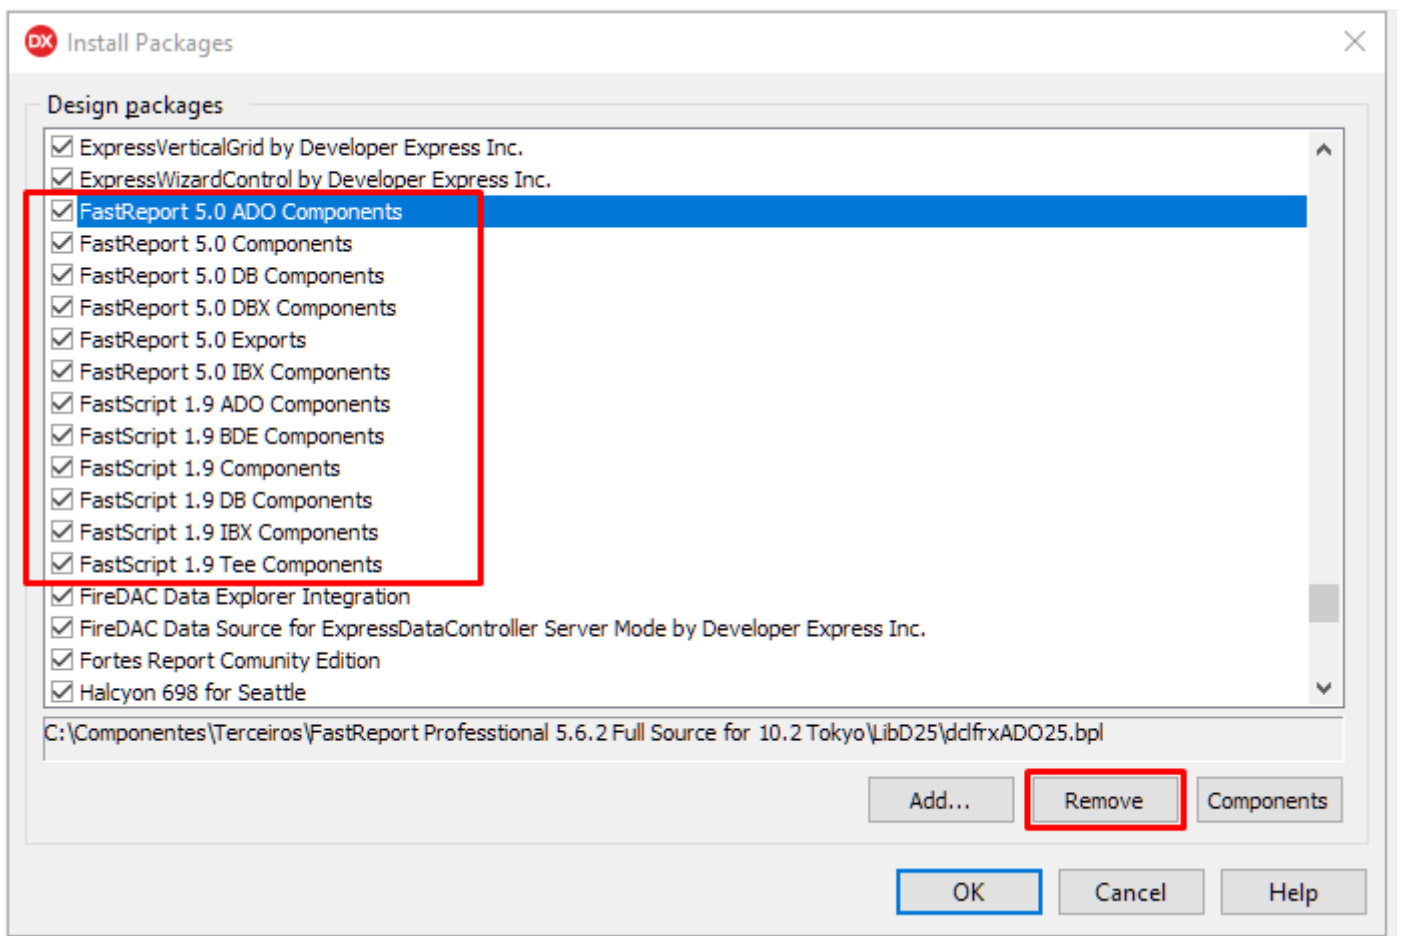 DX Install Packages
Design packages
ExpressVerticalGrid by Developer Express Inc.
ExpressWizardControl by Developer Express Inc.
FastReport 5.0 ADO Components
FastReport 5.0 Components
FastReport 5.0 DB Components
FastReport 5.0 DBX Components
FastReport 5.0 Exports
FastReport 5.0 IBX Components
FastScript 1.9 ADO Components
FastScript 1.9 BDE Components
FastScript 1.9 Components
FastScript 1.9 DB Components
FastScript 1.9 IBX Components
FastScript 1.9 Tee Components
FireDAC Data Explorer Integration
FireDAC Data Source for ExpressDataController Server Mode by Developer Express Inc.
Fortes Report Comunity Edition
Halcyon 698 for Seattle
C:\Componentes\Terceiros\FastReport Professtional 5.6.2 Full Source for 10.2 Tokyo\LibD25\dclfrxADO25.bpl
Add... Remove Components
OK Cancel Help